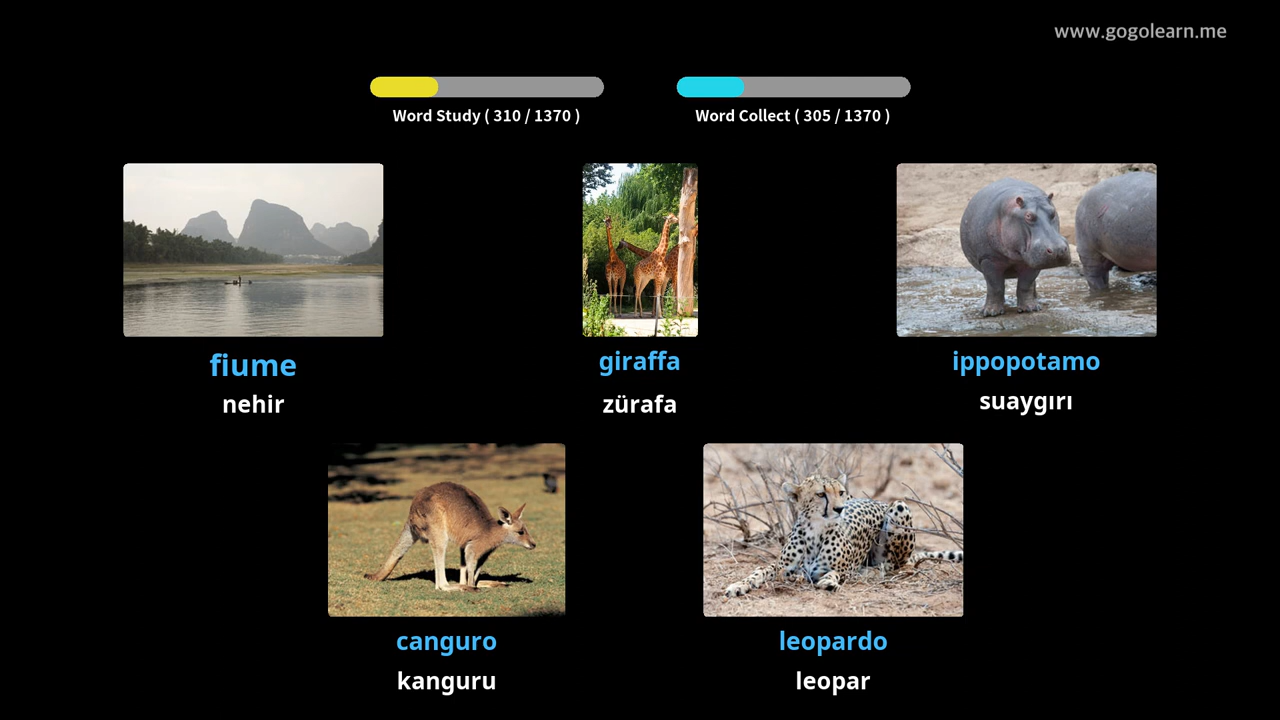 www.gogolearn.me
Word Study ( 310 / 1370 )
Word Collect ( 305 / 1370 )
fiume
nehir
giraffa
zürafa
ippopotamo
suaygırı
canguro
kanguru
leopardo
leopar